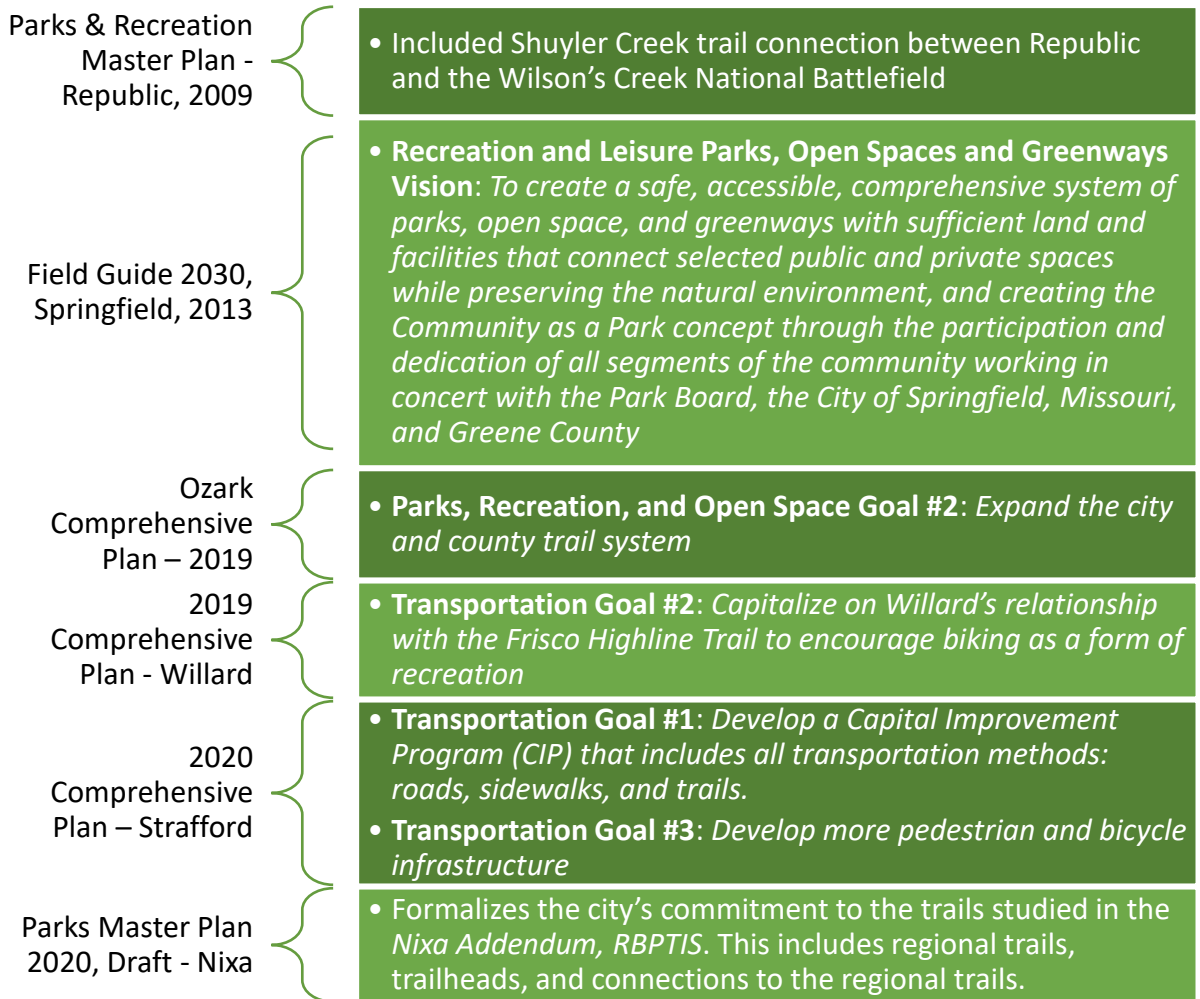 Parks & Recreation
Master Plan -
Republic, 2009
• Included Shuyler Creek trail connection between Republic
and the Wilson’s Creek National Battlefield
Field Guide 2030,
Springfield, 2013
• Recreation and Leisure Parks, Open Spaces and Greenways
Vision: To create a safe, accessible, comprehensive system of
parks, open space, and greenways with sufficient land and
facilities that connect selected public and private spaces
while preserving the natural environment, and creating the
Community as a Park concept through the participation and
dedication of all segments of the community working in
concert with the Park Board, the City of Springfield, Missouri,
and Greene County
Ozark
Comprehensive
Plan – 2019
• Parks, Recreation, and Open Space Goal #2: Expand the city
and county trail system
2019
Comprehensive
Plan - Willard
• Transportation Goal #2: Capitalize on Willard’s relationship
with the Frisco Highline Trail to encourage biking as a form of
recreation
2020
Comprehensive
Plan – Strafford
• Transportation Goal #1: Develop a Capital Improvement
Program (CIP) that includes all transportation methods:
roads, sidewalks, and trails.
• Transportation Goal #3: Develop more pedestrian and bicycle
infrastructure
Parks Master Plan
2020, Draft - Nixa
• Formalizes the city’s commitment to the trails studied in the
Nixa Addendum, RBPTIS. This includes regional trails,
trailheads, and connections to the regional trails.